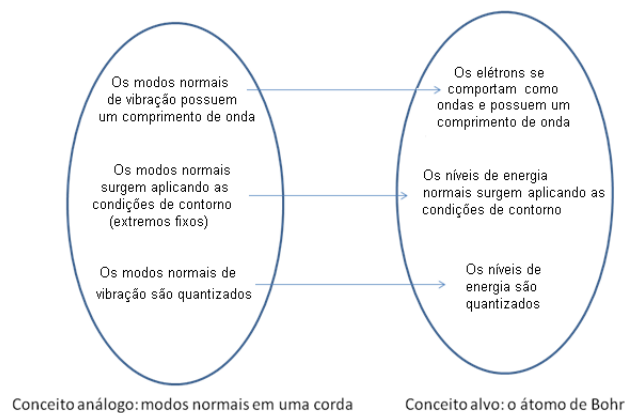 Os modos normais
de vibração possuem
um comprimento de onda
Os modos normais
surgem aplicando as
condições de contorno
(extremos fixos)
Os modos normais de
vibração são quantizados
Os elétrons se
comportam como
ondas e possuem um
comprimento de onda
Os níveis de energia
normais surgem aplicando as
condições de contorno
Os níveis de
energia são
quantizados
Conceito análogo: modos normais em uma corda
Conceito alvo: o átomo de Bohr